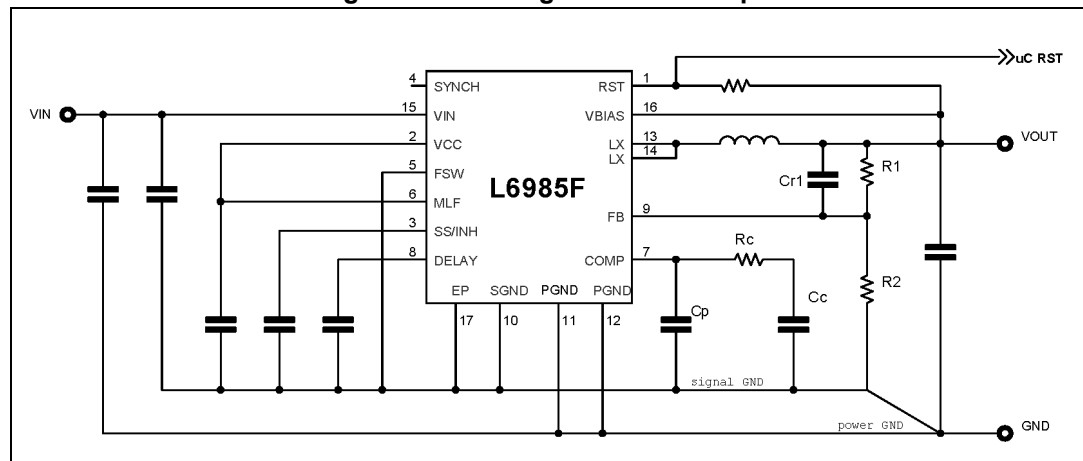 4 SYNCH RST 1 uC RST
VIN 15 VIN VBIAS 16
2 VCC LX 13 VOUT
LX 14
5 FSW L6985F Cr1 R1
6 MLF FB 9
3 SS/INH Rc
8 DELAY COMP 7 R2
EP SGND PGND PGND Cp Cc
17 10 11 12
signal GND
power GND GND